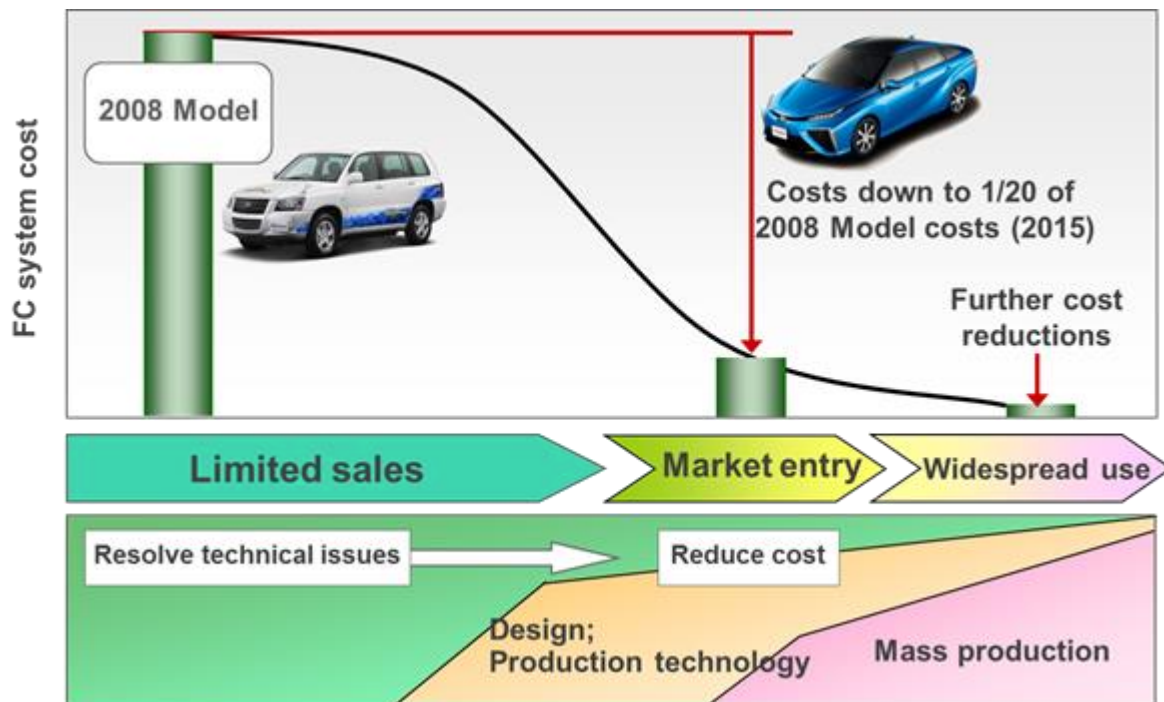 FC system cost
2008 Model
Costs down to 1/20 of
2008 Model costs (2015)
Further cost
reductions
Limited sales
Market entry
Widespread use
Resolve technical issues
Reduce cost
Design;
Production technology
Mass production